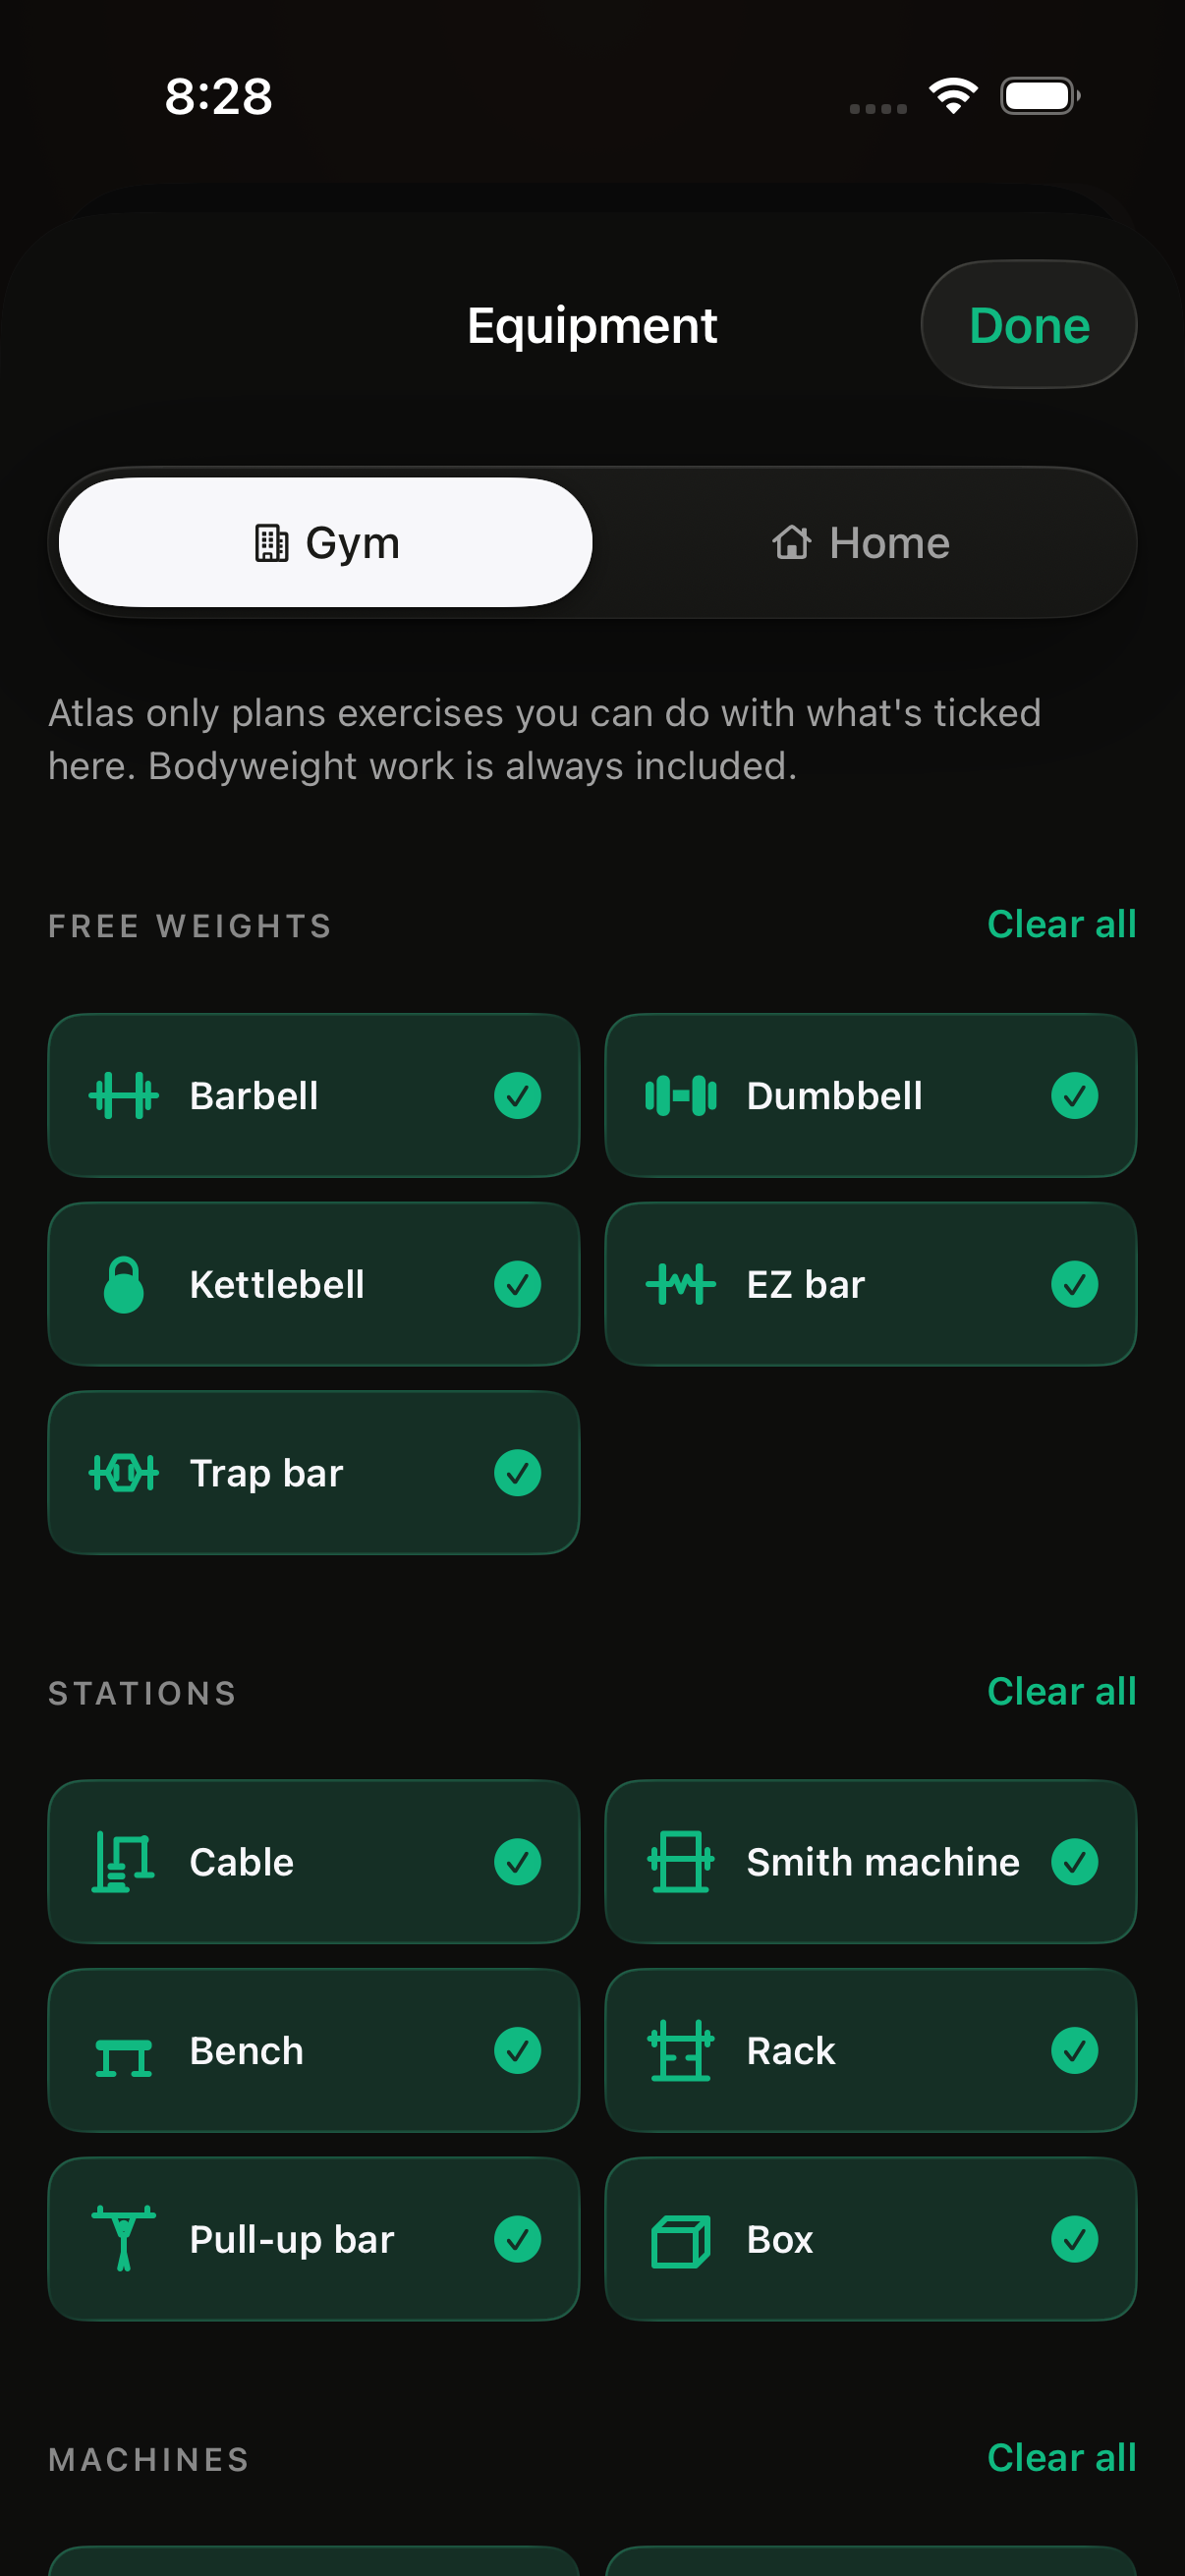 8:28
Equipment
Done
Gym
Home
Atlas only plans exercises you can do with what's ticked
here. Bodyweight work is always included.
FREE WEIGHTS
Clear all
Barbell
Dumbbell
Kettlebell
EZ bar
Trap bar
STATIONS
Clear all
Cable
Smith machine
Bench
Rack
Pull-up bar
Box
MACHINES
Clear all